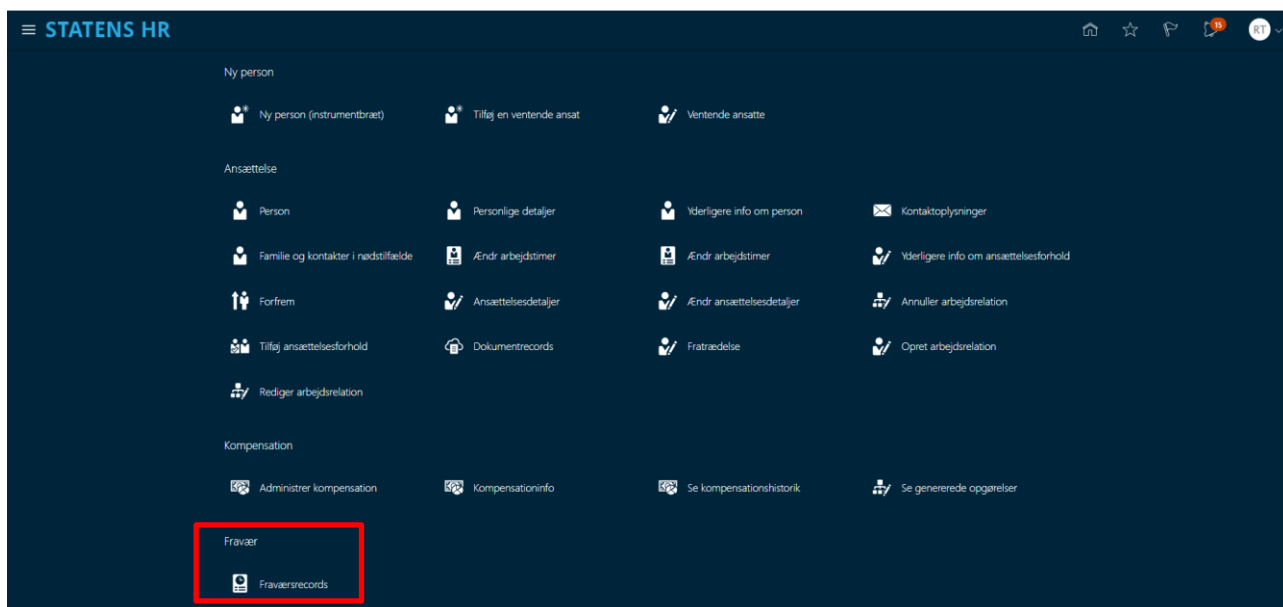 STATENS HR
15
RT
Ny person
Ny person (instrumentbræt) Tilføj en ventende ansat Ventende ansatte
Ansættelse
Person Personlige detaljer Yderligere info om person Kontaktoplysninger
Familie og kontakter i nødstilfælde Ændr arbejdstimer Ændr arbejdstimer Yderligere info om ansættelsesforhold
Forfrem Ansættelsesdetaljer Ændr ansættelsesdetaljer Annuller arbejdsrelation
Tilføj ansættelsesforhold Dokumentrecords Fratrædelse Opret arbejdsrelation
Rediger arbejdsrelation
Kompensation
Administrer kompensation Kompensationinfo Se kompensationshistorik Se genererede opgørelser
Fravær
Fraværsrecords